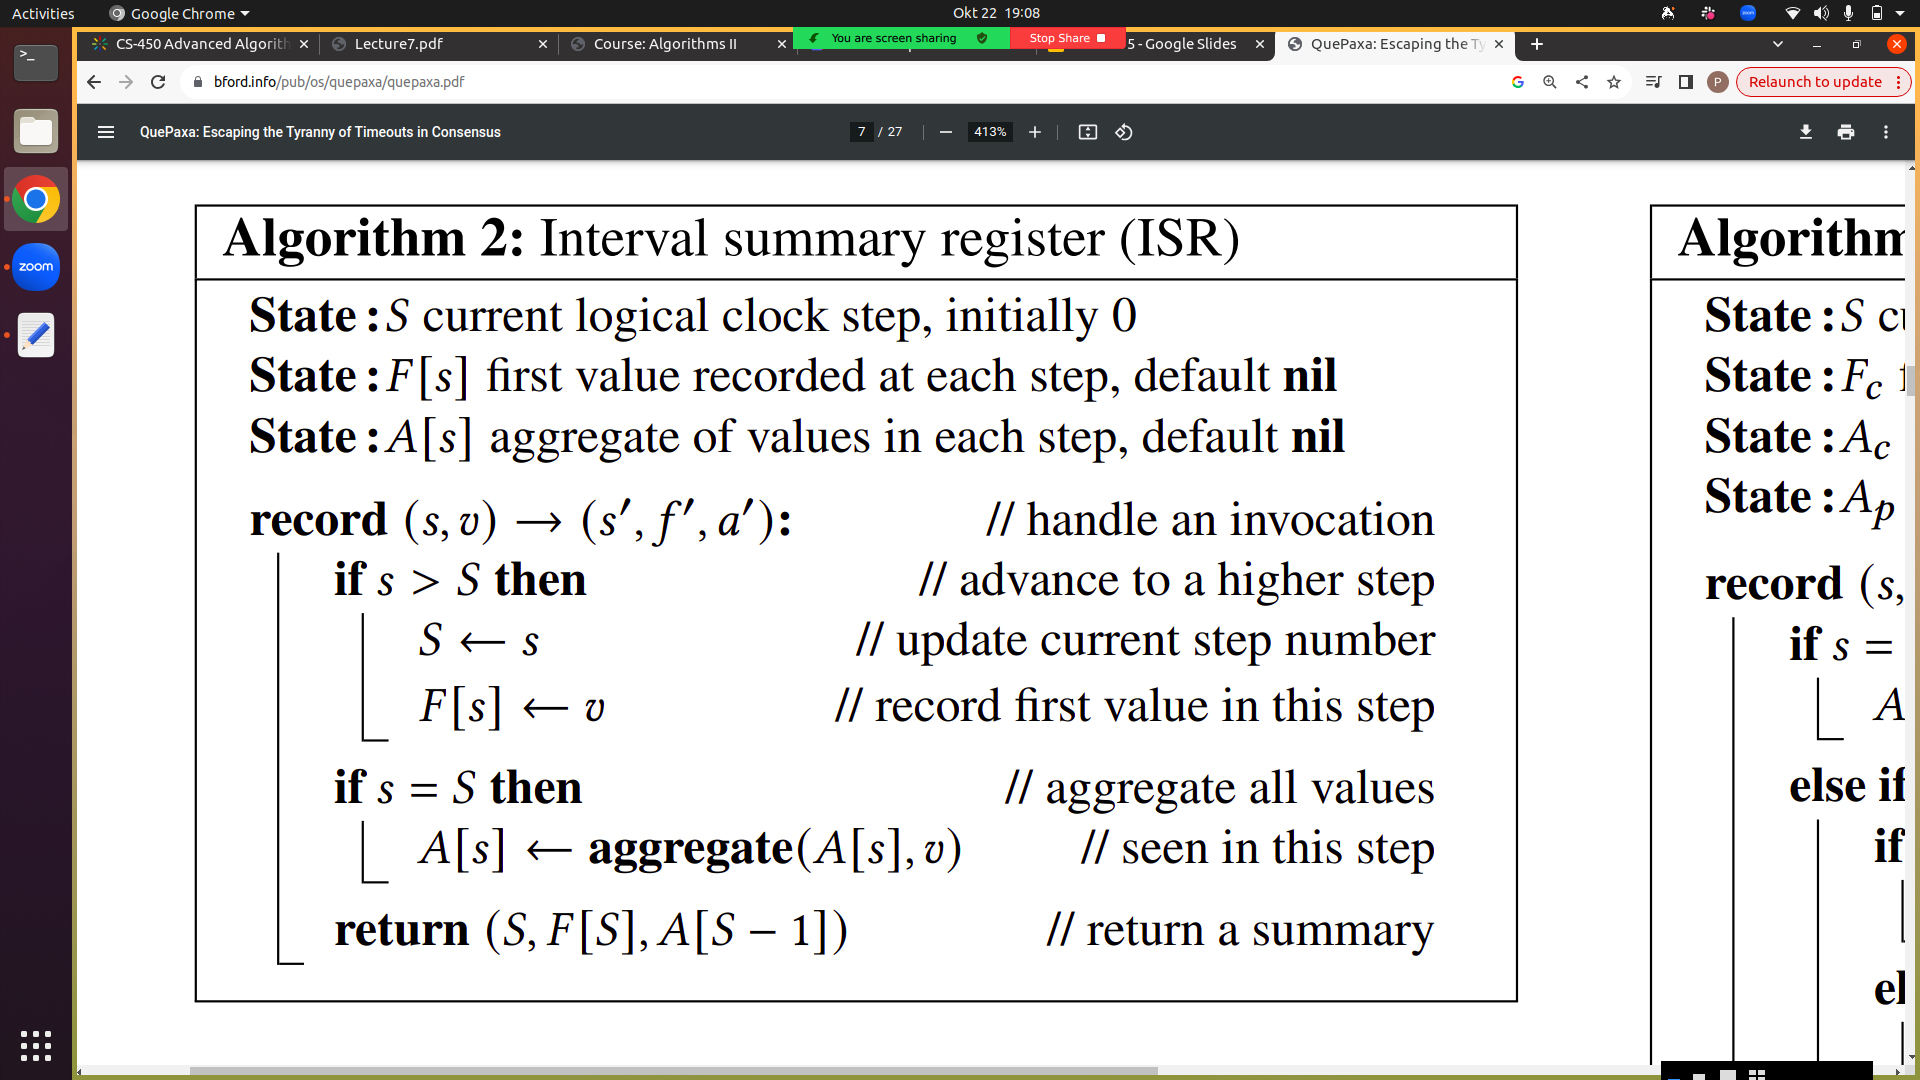 Activities
Google Chrome
Okt 22 19:08
CS-450 Advanced Algorith
Lecture7.pdf
Course: Algorithms II
You are screen sharing
Stop Share
5 - Google Slides
QuePaxa: Escaping the Ty
bford.info/pub/os/quepaxa/quepaxa.pdf
P
Relaunch to update
QuePaxa: Escaping the Tyranny of Timeouts in Consensus
7 / 27
413%
zoom
Algorithm 2: Interval summary register (ISR)
State : S current logical clock step, initially 0
State : F[s] first value recorded at each step, default nil
State : A[s] aggregate of values in each step, default nil
record (s, v) → (s′, f′, a′): // handle an invocation
if s > S then // advance to a higher step
S ← s // update current step number
F[s] ← v // record first value in this step
if s = S then // aggregate all values
A[s] ← aggregate(A[s], v) // seen in this step
return (S, F[S], A[S − 1]) // return a summary
Algorithm
State : S cu
State : F_c
State : A_c
State : A_p
record (s,
if s =
A
else if
if
el